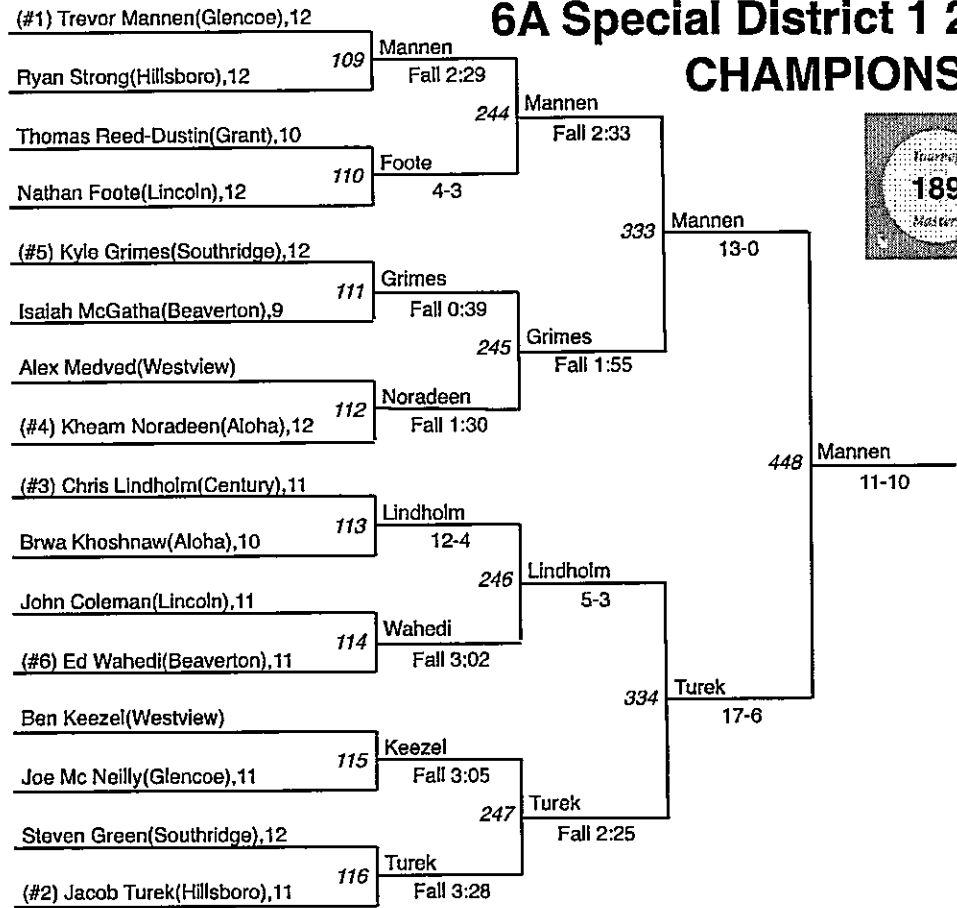 6A Special District 1 2
CHAMPIONS
189
(#1) Trevor Mannen(Glencoe),12
109
Ryan Strong(Hillsboro),12
Mannen
Fall 2:29
244
Thomas Reed-Dustin(Grant),10
110
Nathan Foote(Lincoln),12
Foote
4-3
Mannen
Fall 2:33
333
(#5) Kyle Grimes(Southridge),12
111
Isaiah McGatha(Beaverton),9
Grimes
Fall 0:39
245
Alex Medved(Westview)
112
(#4) Kheam Noradeen(Aloha),12
Noradeen
Fall 1:30
Grimes
Fall 1:55
Mannen
13-0
448
(#3) Chris Lindholm(Century),11
113
Brwa Khoshnaw(Aloha),10
Lindholm
12-4
246
John Coleman(Lincoln),11
114
(#6) Ed Wahedi(Beaverton),11
Wahedi
Fall 3:02
Lindholm
5-3
334
Ben Keezel(Westview)
115
Joe Mc Neilly(Glencoe),11
Keezel
Fall 3:05
247
Steven Green(Southridge),12
116
(#2) Jacob Turek(Hillsboro),11
Turek
Fall 3:28
Turek
Fall 2:25
Turek
17-6
Mannen
11-10